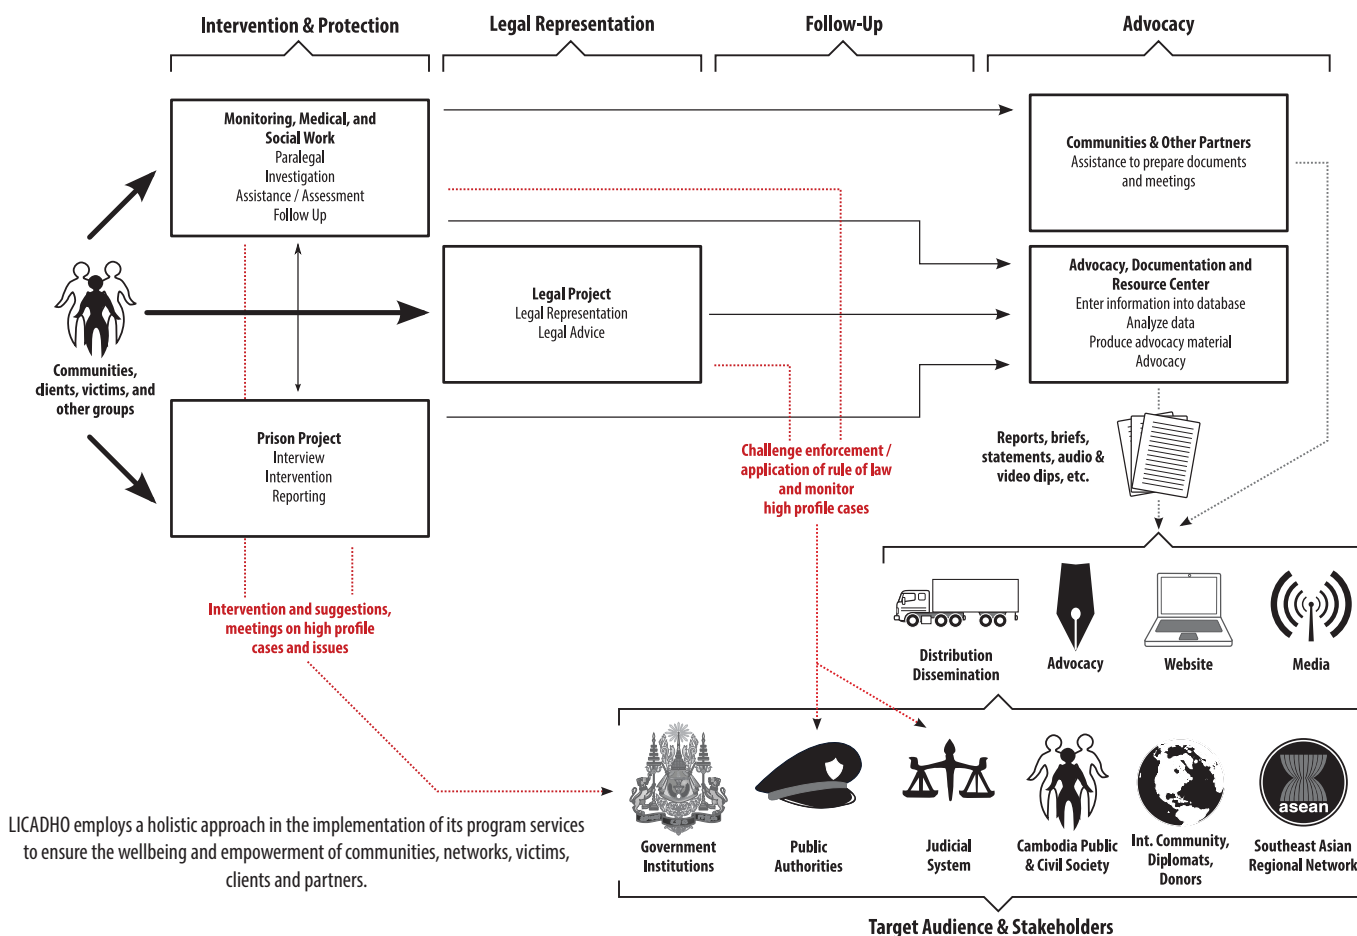 Intervention & Protection
Legal Representation
Follow-Up
Advocacy
Monitoring, Medical, and
Social Work
Paralegal
Investigation
Assistance / Assessment
Follow Up
Communities & Other Partners
Assistance to prepare documents
and meetings
Legal Project
Legal Representation
Legal Advice
Advocacy, Documentation and
Resource Center
Enter information into database
Analyze data
Produce advocacy material
Advocacy
Communities,
clients, victims, and
other groups
Prison Project
Interview
Intervention
Reporting
Challenge enforcement /
application of rule of law
and monitor
high profile cases
Reports, briefs,
statements, audio &
video clips, etc.
Intervention and suggestions,
meetings on high profile
cases and issues
Distribution
Dissemination
Advocacy
Website
Media
asean
Government
Institutions
Public
Authorities
Judicial
System
Cambodia Public
& Civil Society
Int. Community,
Diplomats,
Donors
Southeast Asian
Regional Network
LICADHO employs a holistic approach in the implementation of its program services
to ensure the wellbeing and empowerment of communities, networks, victims,
clients and partners.
Target Audience & Stakeholders